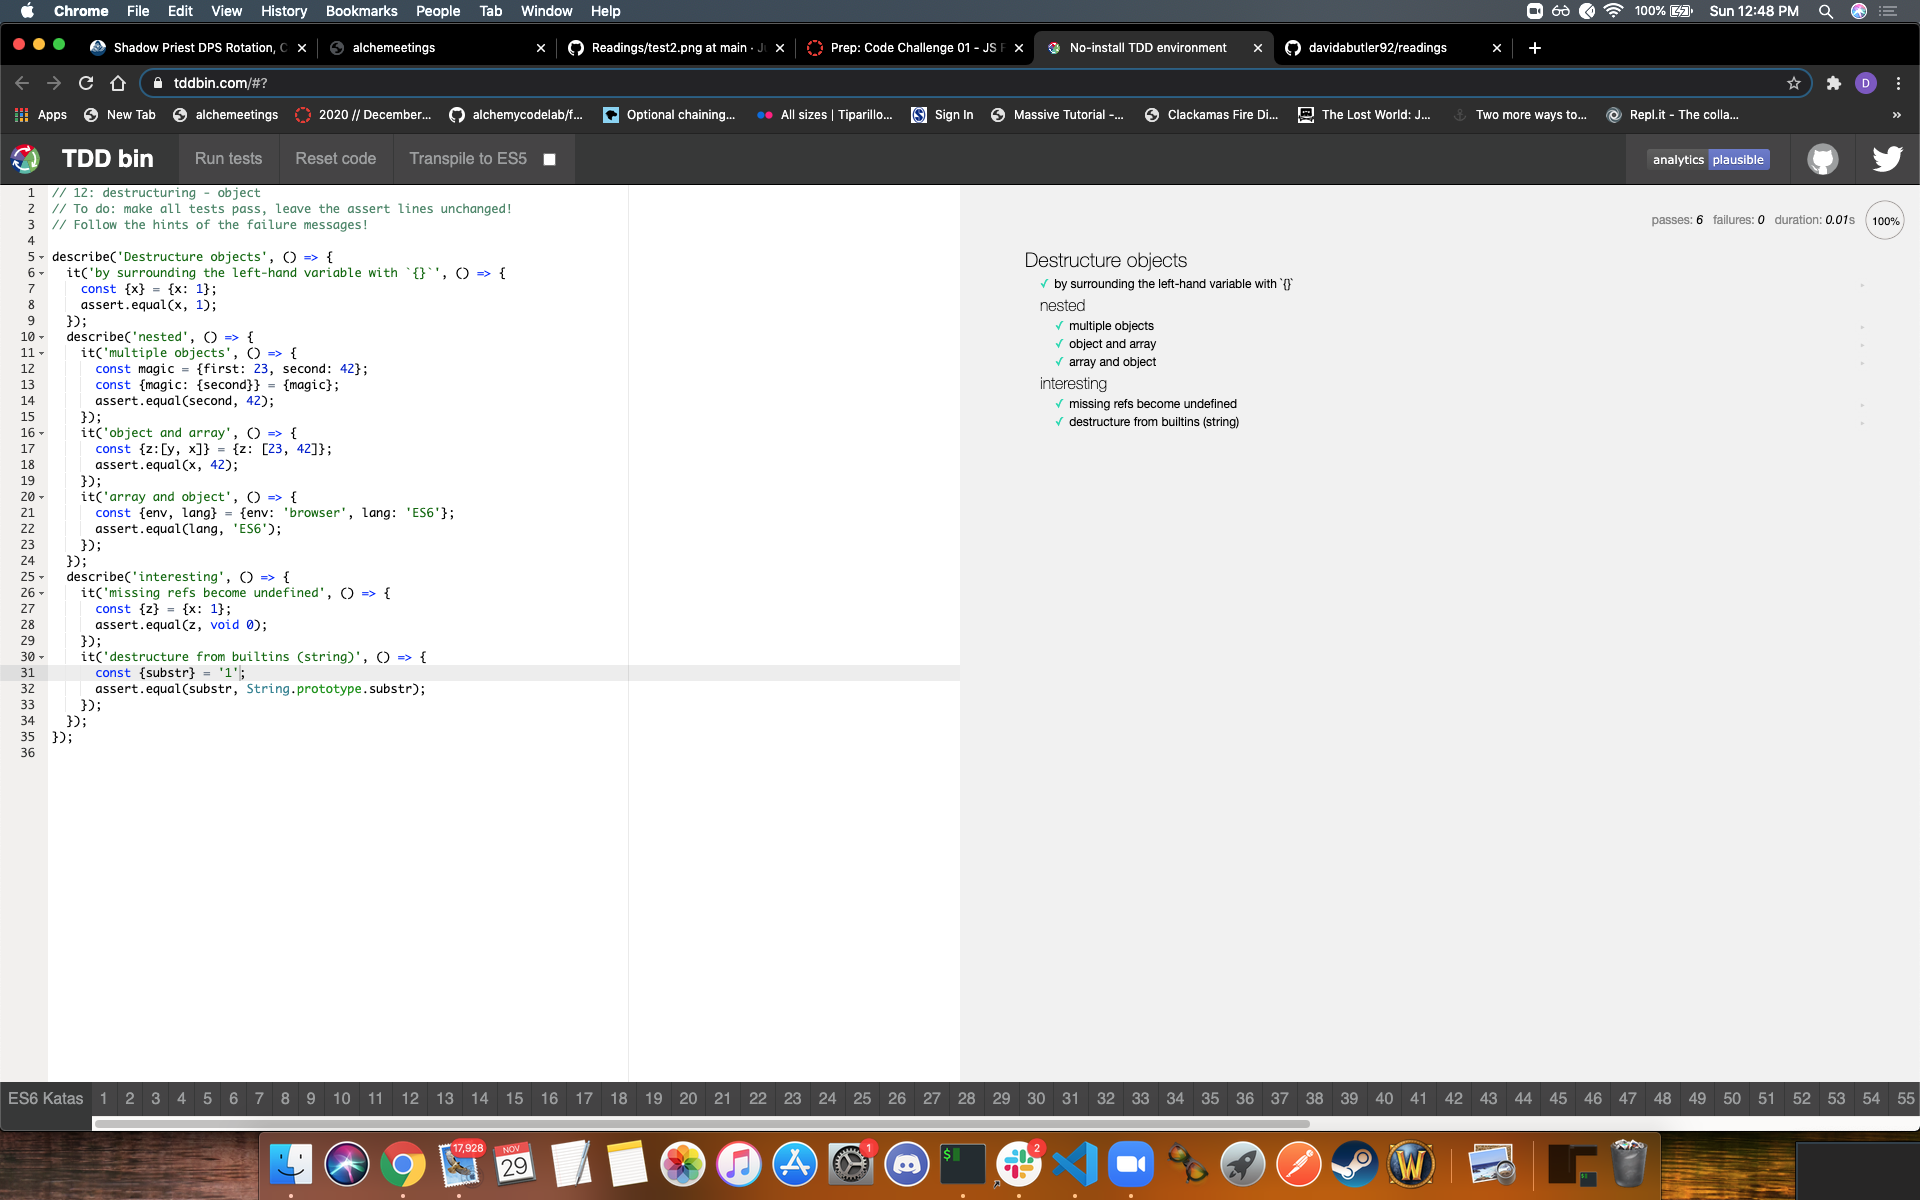 Chrome File Edit View History Bookmarks People Tab Window Help 100% Sun 12:48 PM
Shadow Priest DPS Rotation, C alchemeetings Readings/test2.png at main · Ju Prep: Code Challenge 01 - JS F No-install TDD environment davidabutler92/readings
tddbin.com/#? D
Apps New Tab alchemeetings 2020 // December... alchemycodelab/f... Optional chaining... All sizes | Tiparillo... Sign In Massive Tutorial -... Clackamas Fire Di... The Lost World: J... Two more ways to... Repl.it - The colla... »
TDD bin Run tests Reset code Transpile to ES5 analytics plausible
1 // 12: destructuring - object
2 // To do: make all tests pass, leave the assert lines unchanged!
3 // Follow the hints of the failure messages!
4
5 describe('Destructure objects', () => {
6 it('by surrounding the left-hand variable with `{}`', () => {
7 const {x} = {x: 1};
8 assert.equal(x, 1);
9 });
10 describe('nested', () => {
11 it('multiple objects', () => {
12 const magic = {first: 23, second: 42};
13 const {magic: {second}} = {magic};
14 assert.equal(second, 42);
15 });
16 it('object and array', () => {
17 const {z:[y, x]} = {z: [23, 42]};
18 assert.equal(x, 42);
19 });
20 it('array and object', () => {
21 const {env, lang} = {env: 'browser', lang: 'ES6'};
22 assert.equal(lang, 'ES6');
23 });
24 });
25 describe('interesting', () => {
26 it('missing refs become undefined', () => {
27 const {z} = {x: 1};
28 assert.equal(z, void 0);
29 });
30 it('destructure from builtins (string)', () => {
31 const {substr} = '1';
32 assert.equal(substr, String.prototype.substr);
33 });
34 });
35 });
36
passes: 6 failures: 0 duration: 0.01s 100%
Destructure objects
✓ by surrounding the left-hand variable with `{}`
nested
✓ multiple objects
✓ object and array
✓ array and object
interesting
✓ missing refs become undefined
✓ destructure from builtins (string)
ES6 Katas 1 2 3 4 5 6 7 8 9 10 11 12 13 14 15 16 17 18 19 20 21 22 23 24 25 26 27 28 29 30 31 32 33 34 35 36 37 38 39 40 41 42 43 44 45 46 47 48 49 50 51 52 53 54 55
17,928 NOV 29 1 $ 2 W